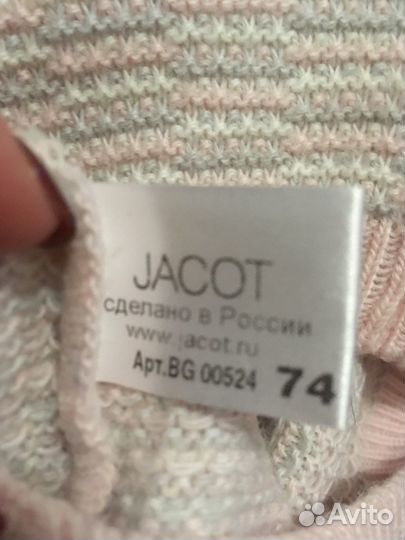 JACOT
сделано в России
www.jacot.ru
Арт.BG 00524 74
Avito